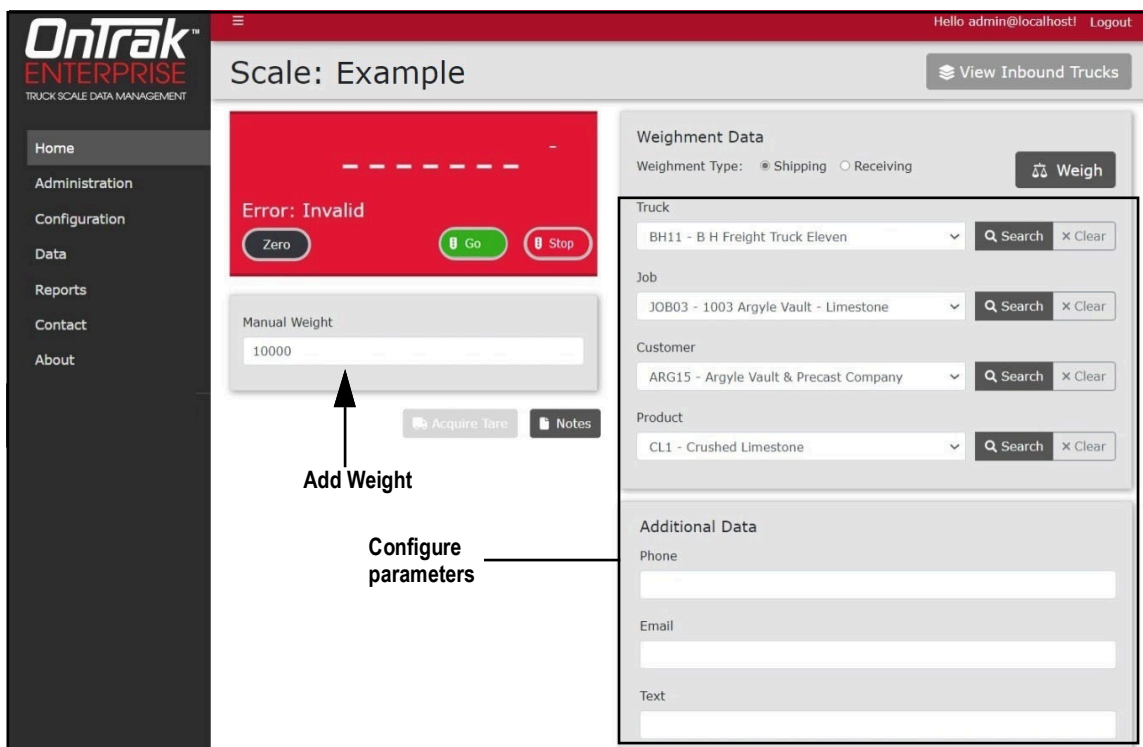 OnTrak™
ENTERPRISE
TRUCK SCALE DATA MANAGEMENT
Home
Administration
Configuration
Data
Reports
Contact
About
Hello admin@localhost! Logout
Scale: Example
View Inbound Trucks
- - - - - - - -
Error: Invalid
Zero
Go
Stop
Manual Weight
10000
Acquire Tare
Notes
Add Weight
Configure
parameters
Weighment Data
Weighment Type: Shipping Receiving
Weigh
Truck
BH11 - B H Freight Truck Eleven
Search × Clear
Job
JOB03 - 1003 Argyle Vault - Limestone
Search × Clear
Customer
ARG15 - Argyle Vault & Precast Company
Search × Clear
Product
CL1 - Crushed Limestone
Search × Clear
Additional Data
Phone
Email
Text